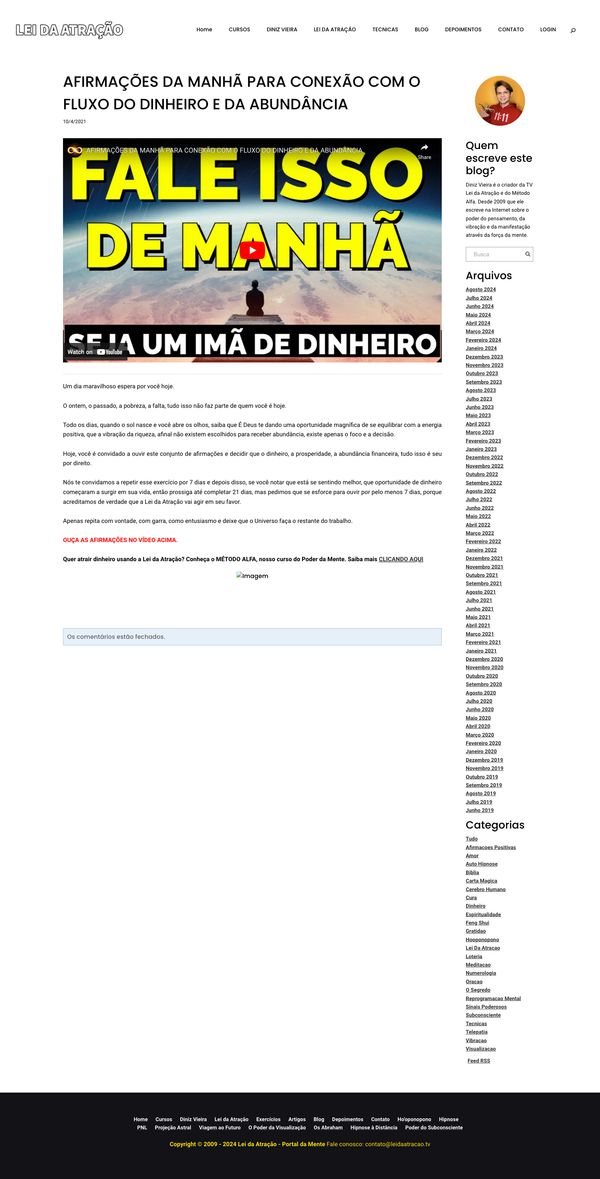 LEI DA ATRAÇÃO
Home CURSOS DINIZ VIEIRA LEI DA ATRAÇÃO TECNICAS BLOG DEPOIMENTOS CONTATO LOGIN
AFIRMAÇÕES DA MANHÃ PARA CONEXÃO COM O
FLUXO DO DINHEIRO E DA ABUNDÂNCIA
10/4/2021
AFIRMAÇÕES DA MANHÃ PARA CONEXÃO COM O FLUXO DO DINHEIRO E DA ABUNDÂNCIA
Share
FALE ISSO
DE MANHÃ
SEJA UM IMÃ DE DINHEIRO
Watch on YouTube
Um dia maravilhoso espera por você hoje.
O ontem, o passado, a pobreza, a falta, tudo isso não faz parte de quem você é hoje.
Todo os dias, quando o sol nasce e você abre os olhos, saiba que É Deus te dando uma oportunidade magnífica de se equilibrar com a energia
positiva, que a vibração da riqueza, afinal não existem escolhidos para receber abundância, existe apenas o foco e a decisão.
Hoje, você é convidado a ouvir este conjunto de afirmações e decidir que o dinheiro, a prosperidade, a abundância financeira, tudo isso é seu
por direito.
Nós te convidamos a repetir esse exercício por 7 dias e depois disso, se você notar que está se sentindo melhor, que oportunidade de dinheiro
começaram a surgir em sua vida, então prossiga até completar 21 dias, mas pedimos que se esforce para ouvir por pelo menos 7 dias, porque
acreditamos de verdade que a Lei da Atração vai agir em seu favor.
Apenas repita com vontade, com garra, como entusiasmo e deixe que o Universo faça o restante do trabalho.
OUÇA AS AFIRMAÇÕES NO VÍDEO ACIMA.
Quer atrair dinheiro usando a Lei da Atração? Conheça o MÉTODO ALFA, nosso curso do Poder da Mente. Saiba mais CLICANDO AQUI
Imagem
Os comentários estão fechados.
11:11
Quem
escreve este
blog?
Diniz Vieira é o criador da TV
Lei da Atração e do Método
Alfa. Desde 2009 que ele
escreve na Internet sobre o
poder do pensamento, da
vibração e da manifestação
através da força da mente.
Busca
Arquivos
Agosto 2024
Julho 2024
Junho 2024
Maio 2024
Abril 2024
Março 2024
Fevereiro 2024
Janeiro 2024
Dezembro 2023
Novembro 2023
Outubro 2023
Setembro 2023
Agosto 2023
Julho 2023
Junho 2023
Maio 2023
Abril 2023
Março 2023
Fevereiro 2023
Janeiro 2023
Dezembro 2022
Novembro 2022
Outubro 2022
Setembro 2022
Agosto 2022
Julho 2022
Junho 2022
Maio 2022
Abril 2022
Março 2022
Fevereiro 2022
Janeiro 2022
Dezembro 2021
Novembro 2021
Outubro 2021
Setembro 2021
Agosto 2021
Julho 2021
Junho 2021
Maio 2021
Abril 2021
Março 2021
Fevereiro 2021
Janeiro 2021
Dezembro 2020
Novembro 2020
Outubro 2020
Setembro 2020
Agosto 2020
Julho 2020
Junho 2020
Maio 2020
Abril 2020
Março 2020
Fevereiro 2020
Janeiro 2020
Dezembro 2019
Novembro 2019
Outubro 2019
Setembro 2019
Agosto 2019
Julho 2019
Junho 2019
Categorias
Tudo
Afirmacoes Positivas
Amor
Auto Hipnose
Biblia
Carta Magica
Cerebro Humano
Cura
Dinheiro
Espiritualidade
Feng Shui
Gratidao
Hooponopono
Lei Da Atracao
Loteria
Meditacao
Numerologia
Oracao
O Segredo
Reprogramacao Mental
Sinais Poderosos
Subconsciente
Tecnicas
Telepatia
Vibracao
Visualizacao
Feed RSS
Home Cursos Diniz Vieira Lei da Atração Exercícios Artigos Blog Depoimentos Contato Ho'oponopono Hipnose
PNL Projeção Astral Viagem ao Futuro O Poder da Visualização Os Abraham Hipnose à Distância Poder do Subconsciente
Copyright © 2009 - 2024 Lei da Atração - Portal da Mente Fale conosco: contato@leidaatracao.tv